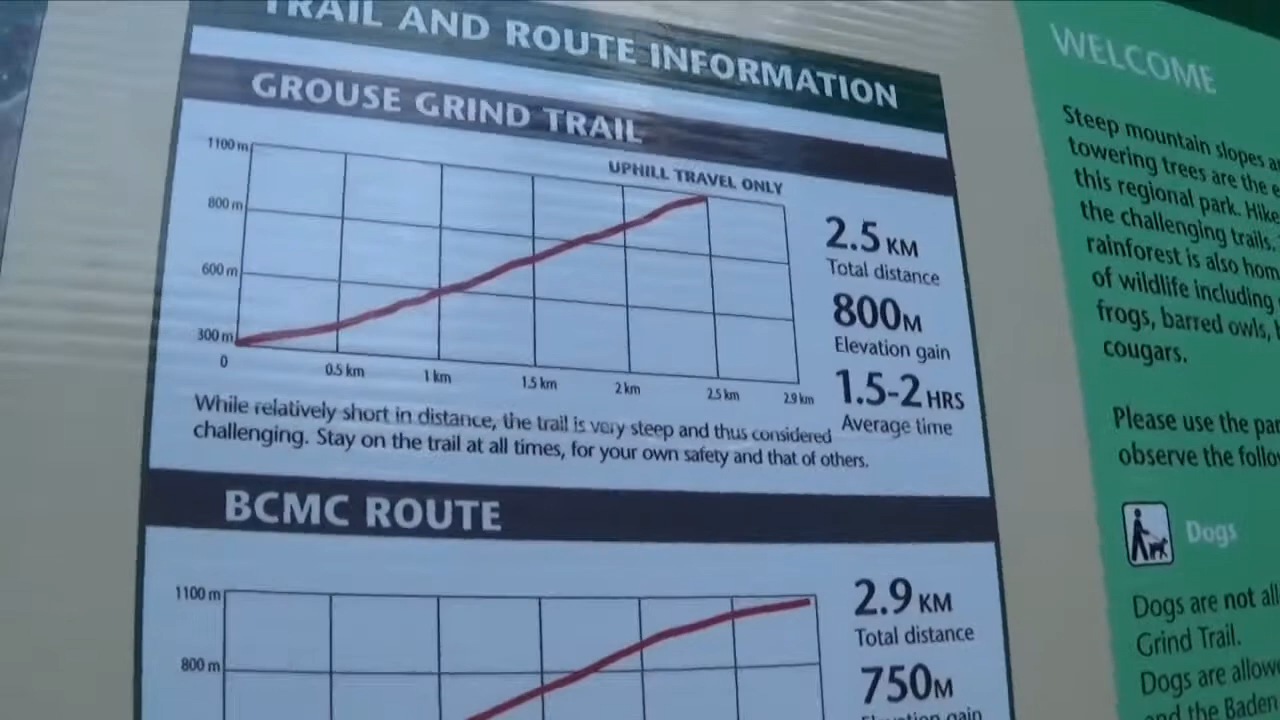 TRAIL AND ROUTE INFORMATION
GROUSE GRIND TRAIL
UPHILL TRAVEL ONLY
1100 m
800 m
600 m
300 m
0
0.5 km
1 km
1.5 km
2 km
2.5 km
2.9 km
2.5 KM
Total distance
800M
Elevation gain
1.5-2 HRS
Average time
While relatively short in distance, the trail is very steep and thus considered
challenging. Stay on the trail at all times, for your own safety and that of others.
BCMC ROUTE
1100 m
800 m
2.9 KM
Total distance
750M
Elevation gain
WELCOME
Steep mountain slopes
towering trees are the
this regional park. Hike
the challenging trails.
rainforest is also
of wildlife including
frogs, barred owls,
cougars.
Please use the
observe the
Dogs
Dogs are not
Grind Trail.
Dogs are
and the Baden